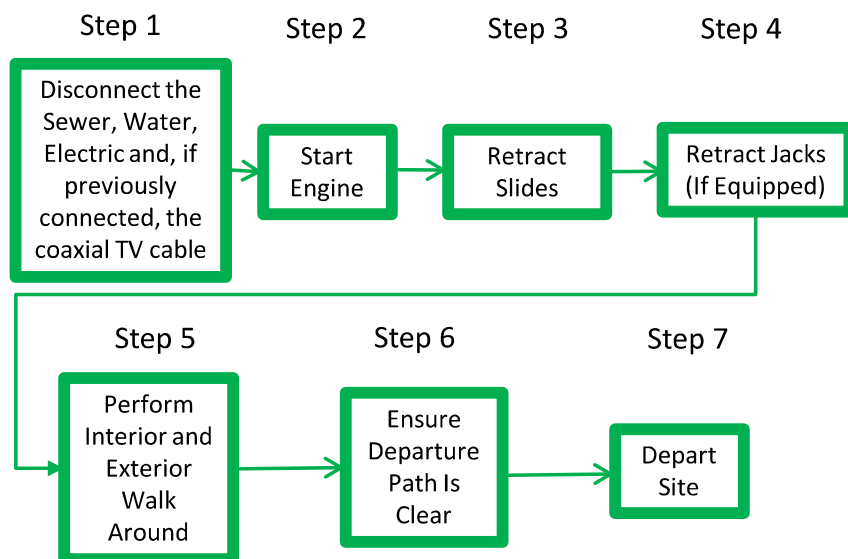 Step 1
Disconnect the
Sewer, Water,
Electric and, if
previously
connected, the
coaxial TV cable
Step 2
Start
Engine
Step 3
Retract
Slides
Step 4
Retract Jacks
(If Equipped)
Step 5
Perform
Interior and
Exterior
Walk
Around
Step 6
Ensure
Departure
Path Is
Clear
Step 7
Depart
Site